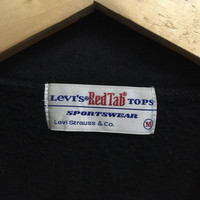 Levi's® Red Tab® TOPS
SPORTSWEAR
Levi Strauss & Co. M